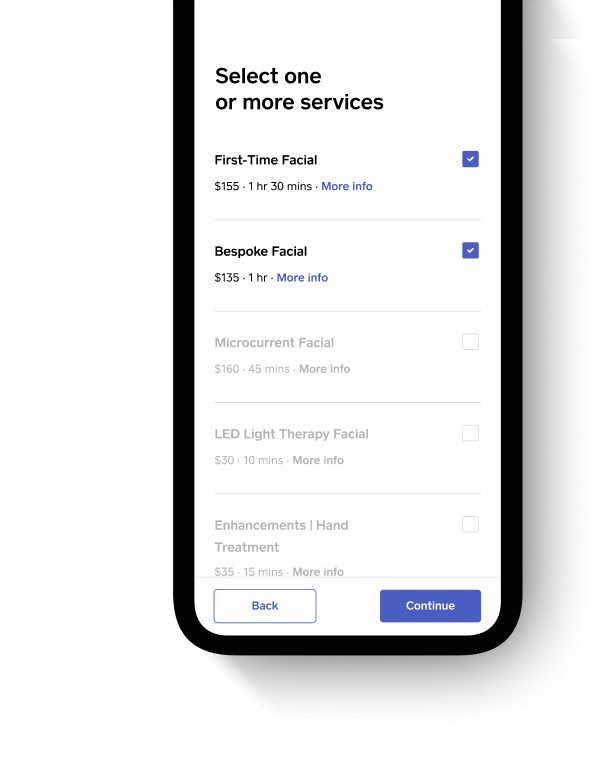 Select one
or more services
First-Time Facial
$155 · 1 hr 30 mins · More info
Bespoke Facial
$135 · 1 hr · More info
Microcurrent Facial
$160 · 45 mins · More info
LED Light Therapy Facial
$30 · 10 mins · More info
Enhancements | Hand
Treatment
$35 · 15 mins · More info
Back
Continue